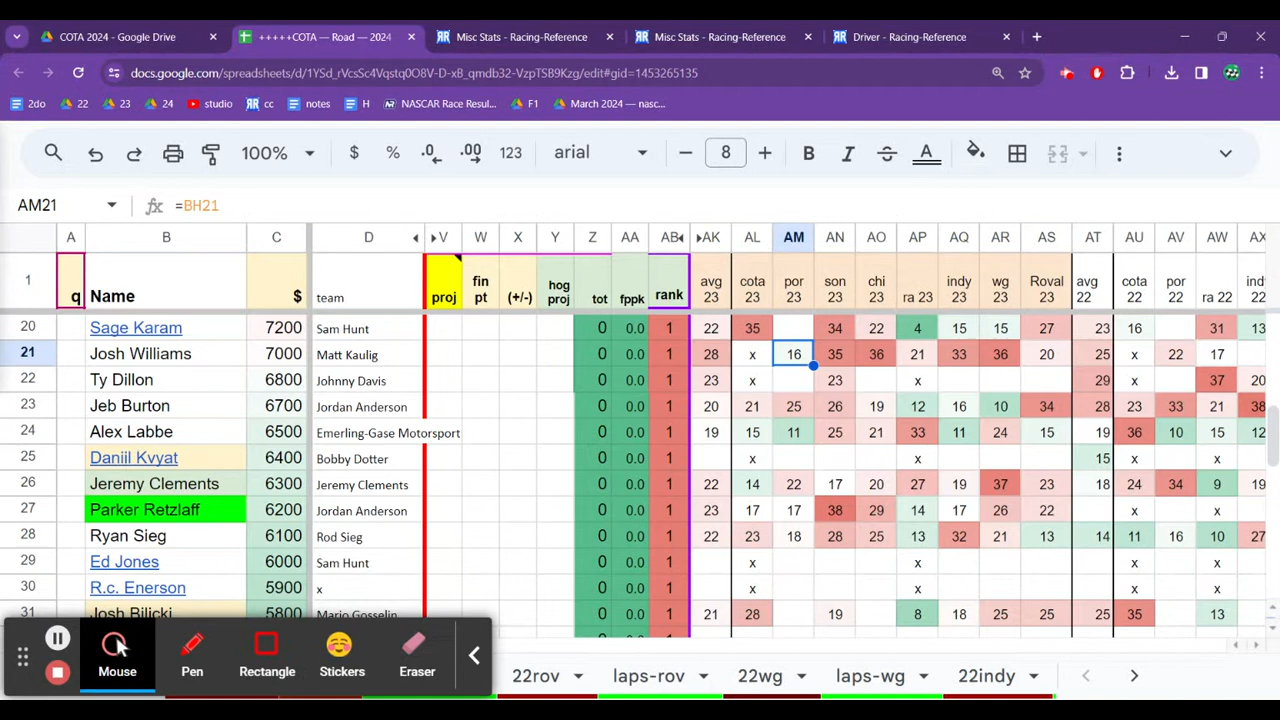 COTA 2024 - Google Drive +++++COTA — Road — 2024 Misc Stats - Racing-Reference Misc Stats - Racing-Reference Driver - Racing-Reference
docs.google.com/spreadsheets/d/1YSd_rVcsSc4Vqstq0O8V-D-xB_qmdb32-VzpTSB9Kzg/edit#gid=1453265135
2do 22 23 24 studio cc notes H NASCAR Race Resul... F1 March 2024 — nasc...
100% $ % .0 .00 123 arial 8 B I A
AM21 =BH21
A B C D V W X Y Z AA AB AK AL AM AN AO AP AQ AR AS AT AU AV AW AX
1 q Name $ team proj fin pt (+/-) hog proj tot fppk rank avg 23 cota 23 por 23 son 23 chi 23 ra 23 indy 23 wg 23 Roval 23 avg 22 cota 22 por 22 ra 22 indy 22
20 Sage Karam 7200 Sam Hunt 0 0.0 1 22 35 34 22 4 15 15 27 23 16 31 13
21 Josh Williams 7000 Matt Kaulig 0 0.0 1 28 x 16 35 36 21 33 36 20 25 x 22 17
22 Ty Dillon 6800 Johnny Davis 0 0.0 1 23 x 23 x 29 x 37 20
23 Jeb Burton 6700 Jordan Anderson 0 0.0 1 20 21 25 26 19 12 16 10 34 28 23 33 21 38
24 Alex Labbe 6500 Emerling-Gase Motorsport 0 0.0 1 19 15 11 25 21 33 11 24 15 19 36 10 15 12
25 Daniil Kvyat 6400 Bobby Dotter 0 0.0 1 x x 15 x x
26 Jeremy Clements 6300 Jeremy Clements 0 0.0 1 22 14 22 17 20 27 19 37 23 18 24 34 9 19
27 Parker Retzlaff 6200 Jordan Anderson 0 0.0 1 23 17 17 38 29 14 17 26 22 x x
28 Ryan Sieg 6100 Rod Sieg 0 0.0 1 22 23 18 28 25 13 32 21 13 14 11 16 10 27
29 Ed Jones 6000 Sam Hunt 0 0.0 1 x x x x
30 R.c. Enerson 5900 x 0 0.0 1 x x x x
31 Josh Bilicki 5800 Mario Gosselin 0 0.0 1 21 28 19 8 18 25 25 25 35 13
Mouse Pen Rectangle Stickers Eraser
22rov laps-rov 22wg laps-wg 22indy